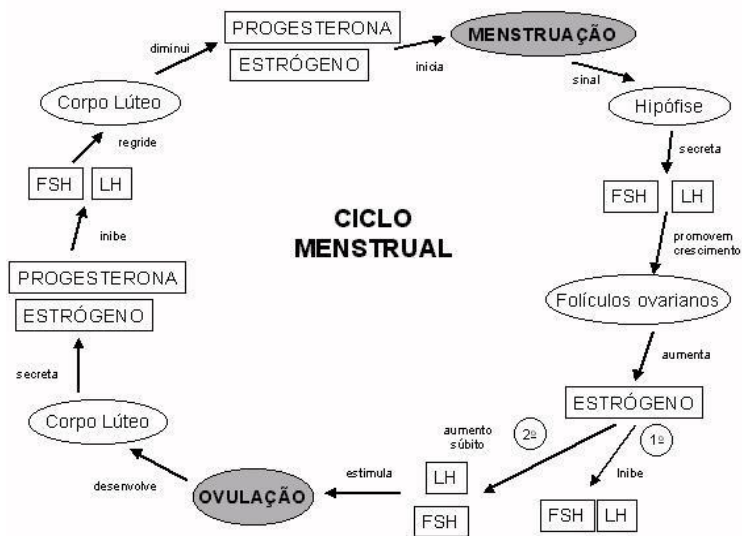 PROGESTERONA
ESTRÓGENO
inicia
MENSTRUAÇÃO
sinal
Hipófise
secreta
FSH
LH
promovem
crescimento
Folículos ovarianos
aumenta
ESTRÓGENO
1º
Inibe
FSH
LH
2º
aumento
súbito
LH
FSH
estimula
OVULAÇÃO
desenvolve
Corpo Lúteo
secreta
PROGESTERONA
ESTRÓGENO
inibe
FSH
LH
regride
Corpo Lúteo
diminui
CICLO
MENSTRUAL